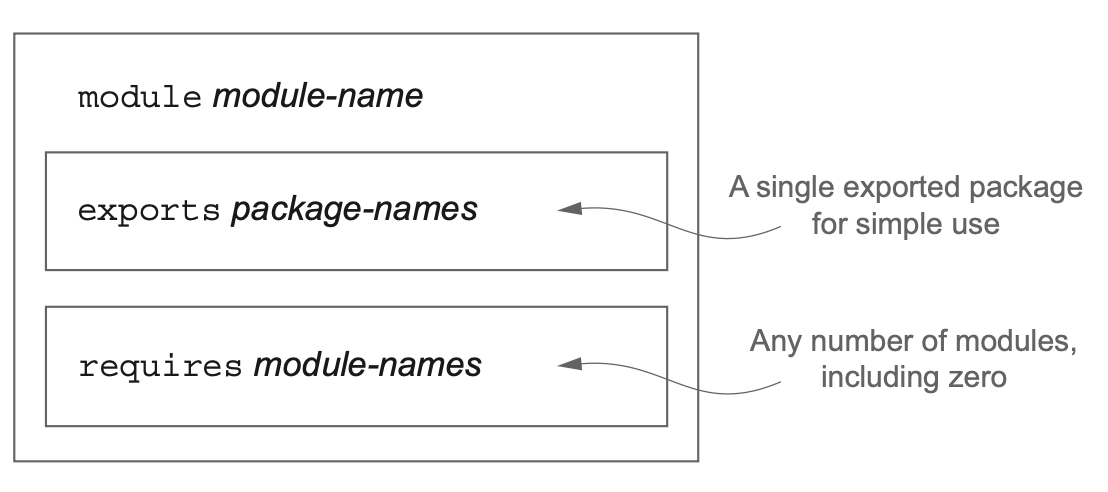 module module-name
exports package-names
A single exported package
for simple use
requires module-names
Any number of modules,
including zero